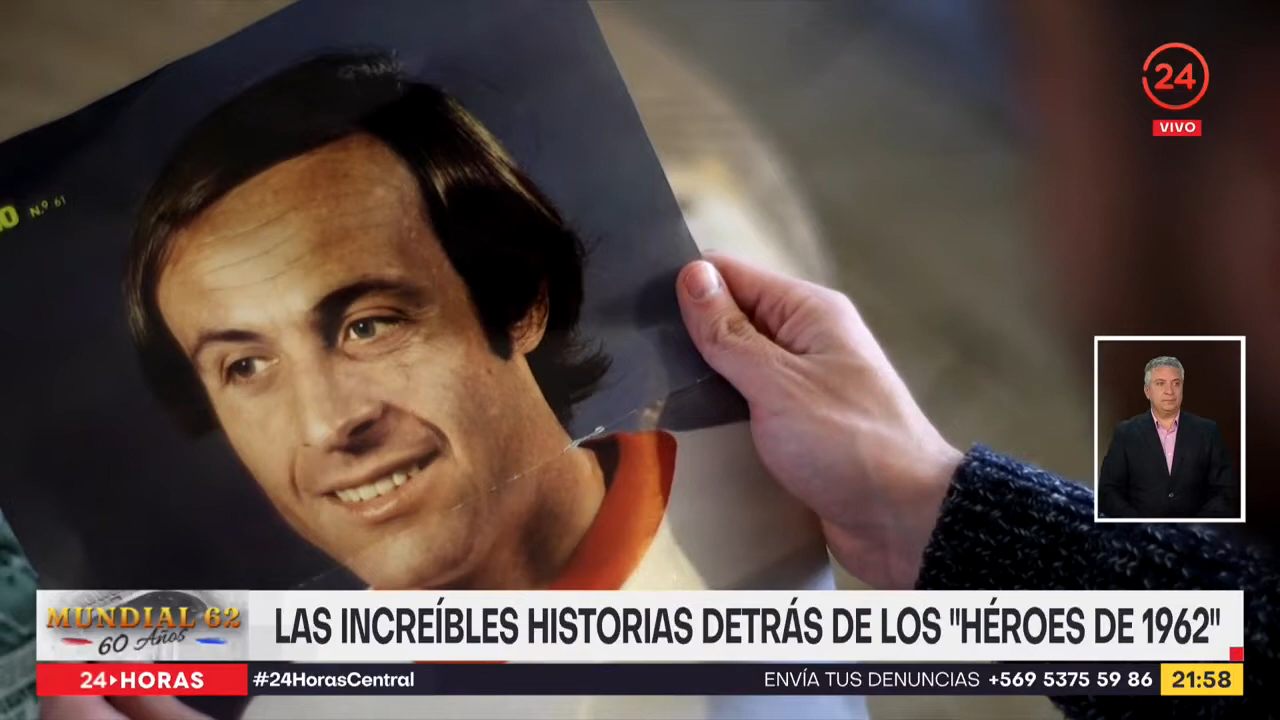 24
VIVO
O N.º 61
MUNDIAL 62
60 Años
LAS INCREÍBLES HISTORIAS DETRÁS DE LOS "HÉROES DE 1962"
24 HORAS
#24HorasCentral
ENVÍA TUS DENUNCIAS +569 5375 59 86
21:58